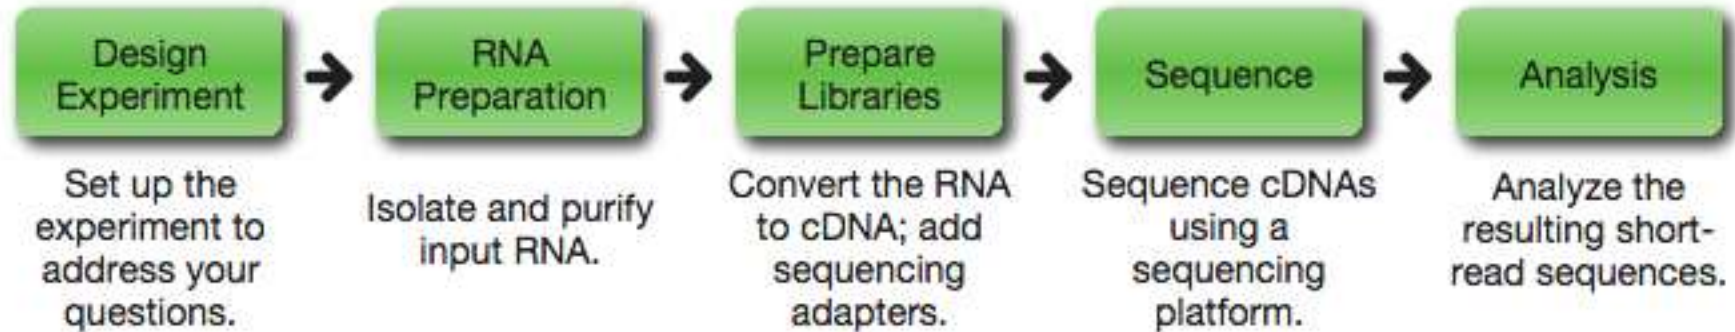 Design
Experiment
Set up the
experiment to
address your
questions.
RNA
Preparation
Isolate and purify
input RNA.
Prepare
Libraries
Convert the RNA
to cDNA; add
sequencing
adapters.
Sequence
Sequence cDNAs
using a
sequencing
platform.
Analysis
Analyze the
resulting short-
read sequences.